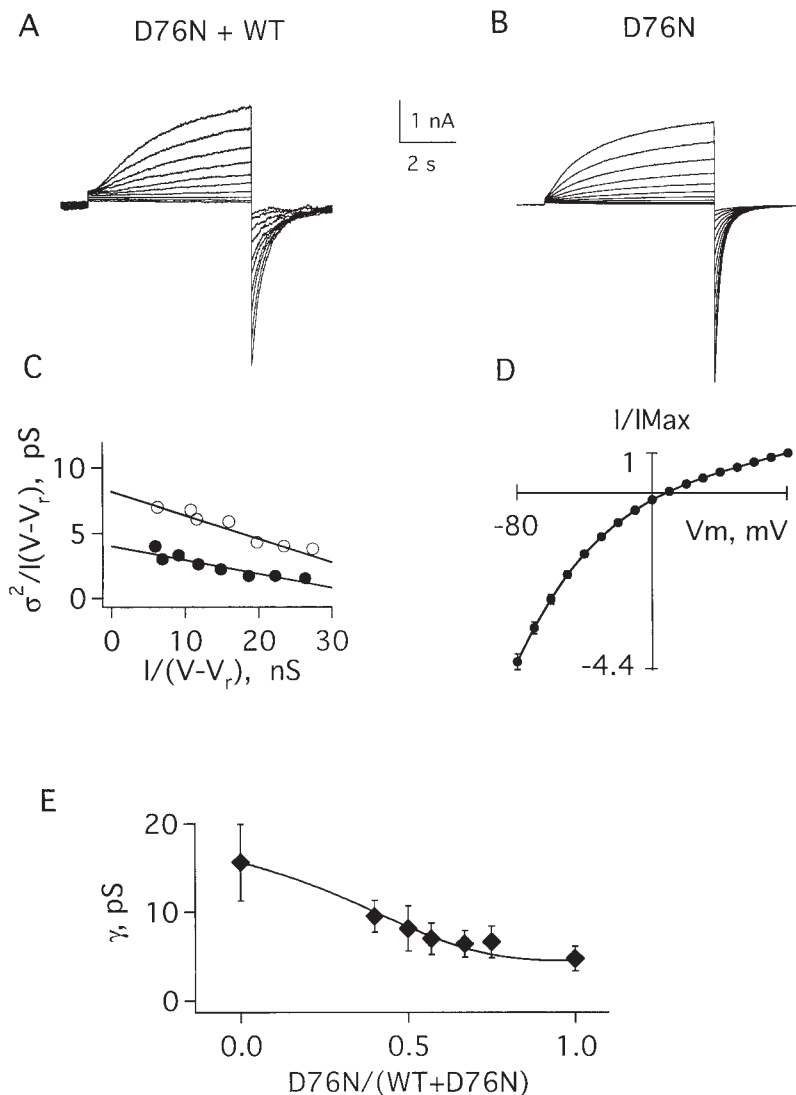 A
D76N + WT
B
D76N
1 nA
2 s
C
σ²/I(V-Vᵣ), pS
10
5
0
0 10 20 30
I/(V-Vᵣ), nS
D
I/IMax
1
-80
Vm, mV
-4.4
E
γ, pS
20
10
0
0.0 0.5 1.0
D76N/(WT+D76N)